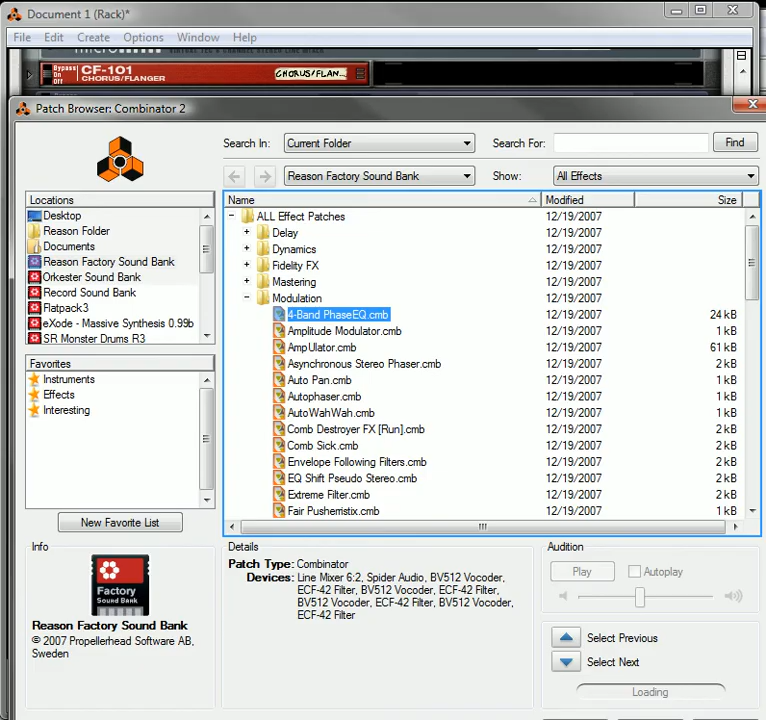 Document 1 (Rack)*
File Edit Create Options Window Help
Bypass
On
Off
CF-101
CHORUS/FLANGER
CHORUS/FLAN...
Patch Browser: Combinator 2
Search In: Current Folder Search For: Find
Reason Factory Sound Bank Show: All Effects
Locations
Desktop
Reason Folder
Documents
Reason Factory Sound Bank
Orkester Sound Bank
Record Sound Bank
Flatpack3
eXode - Massive Synthesis 0.99b
SR Monster Drums R3
Favorites
Instruments
Effects
Interesting
New Favorite List
Name Modified Size
ALL Effect Patches 12/19/2007
Delay 12/19/2007
Dynamics 12/19/2007
Fidelity FX 12/19/2007
Mastering 12/19/2007
Modulation 12/19/2007
4-Band PhaseEQ.cmb 12/19/2007 24 kB
Amplitude Modulator.cmb 12/19/2007 1 kB
AmpUlator.cmb 12/19/2007 61 kB
Asynchronous Stereo Phaser.cmb 12/19/2007 2 kB
Auto Pan.cmb 12/19/2007 1 kB
Autophaser.cmb 12/19/2007 1 kB
AutoWahWah.cmb 12/19/2007 1 kB
Comb Destroyer FX [Run].cmb 12/19/2007 2 kB
Comb Sick.cmb 12/19/2007 2 kB
Envelope Following Filters.cmb 12/19/2007 2 kB
EQ Shift Pseudo Stereo.cmb 12/19/2007 2 kB
Extreme Filter.cmb 12/19/2007 2 kB
Fair Pusherristix.cmb 12/19/2007 1 kB
Info
Factory
Sound Bank
Reason Factory Sound Bank
© 2007 Propellerhead Software AB,
Sweden
Details
Patch Type: Combinator
Devices: Line Mixer 6:2, Spider Audio, BV512 Vocoder,
ECF-42 Filter, BV512 Vocoder, ECF-42 Filter,
BV512 Vocoder, ECF-42 Filter, BV512 Vocoder,
ECF-42 Filter
Audition
Play Autoplay
Select Previous
Select Next
Loading